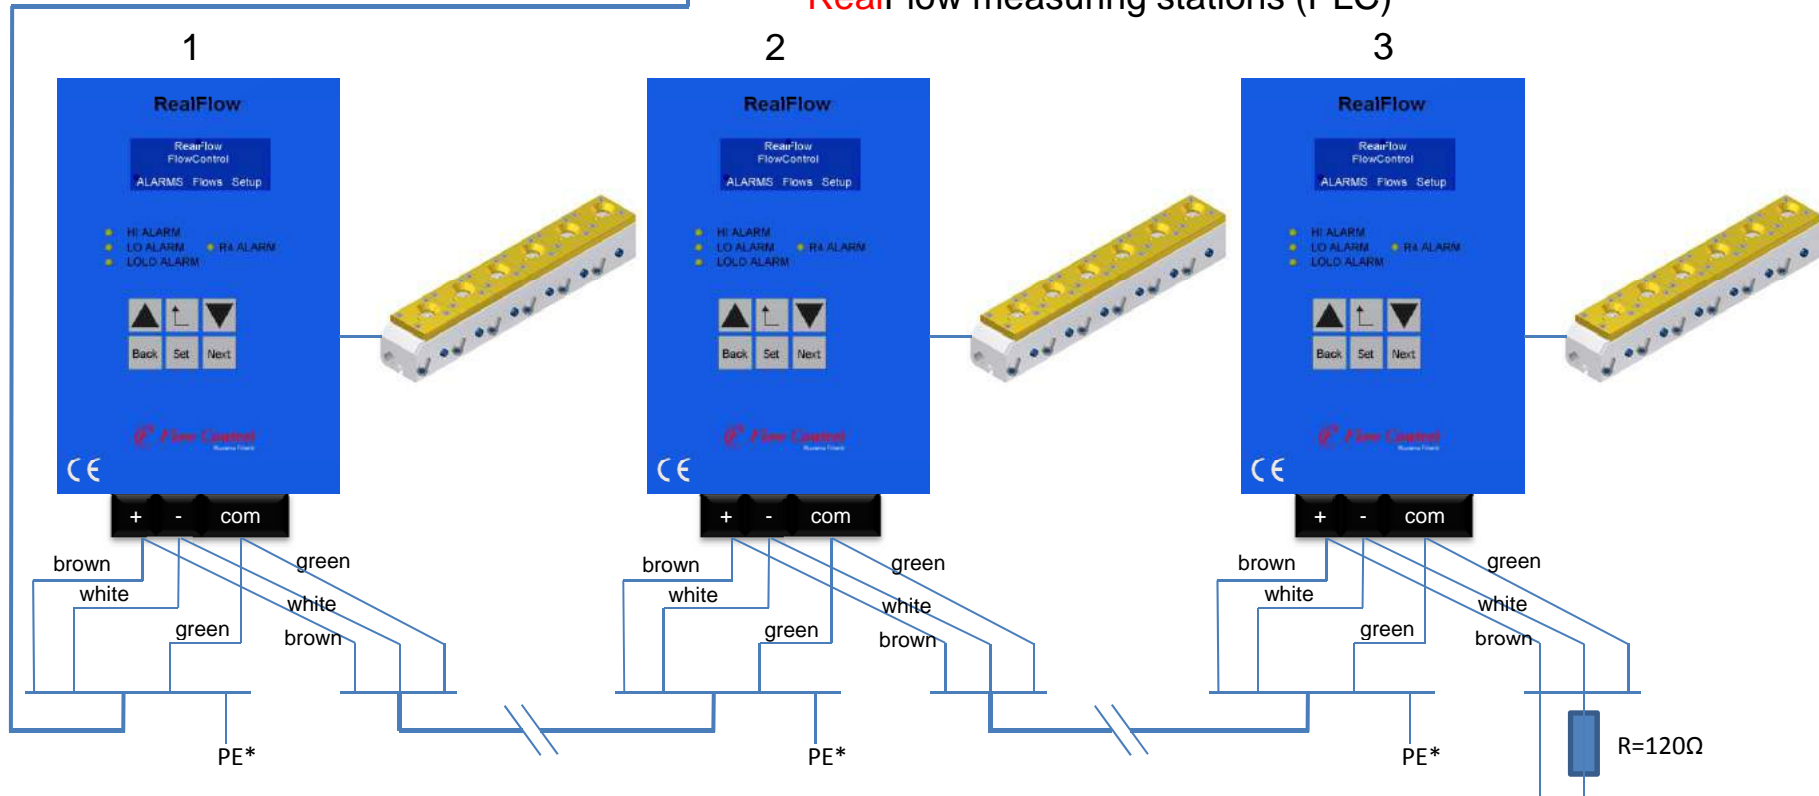 RealFlow measuring stations (PLC)
1
2
3
RealFlow
RealFlow
FlowControl
ALARMS Flows Setup
HI ALARM
LO ALARM R4 ALARM
LOLO ALARM
Back Set Next
Flow Control
CE
+ - com
brown
white
green
green
white
brown
PE*
RealFlow
RealFlow
FlowControl
ALARMS Flows Setup
HI ALARM
LO ALARM R4 ALARM
LOLO ALARM
Back Set Next
Flow Control
CE
+ - com
brown
white
green
green
white
brown
PE*
RealFlow
RealFlow
FlowControl
ALARMS Flows Setup
HI ALARM
LO ALARM R4 ALARM
LOLO ALARM
Back Set Next
Flow Control
CE
+ - com
brown
white
green
green
white
brown
PE*
R=120Ω